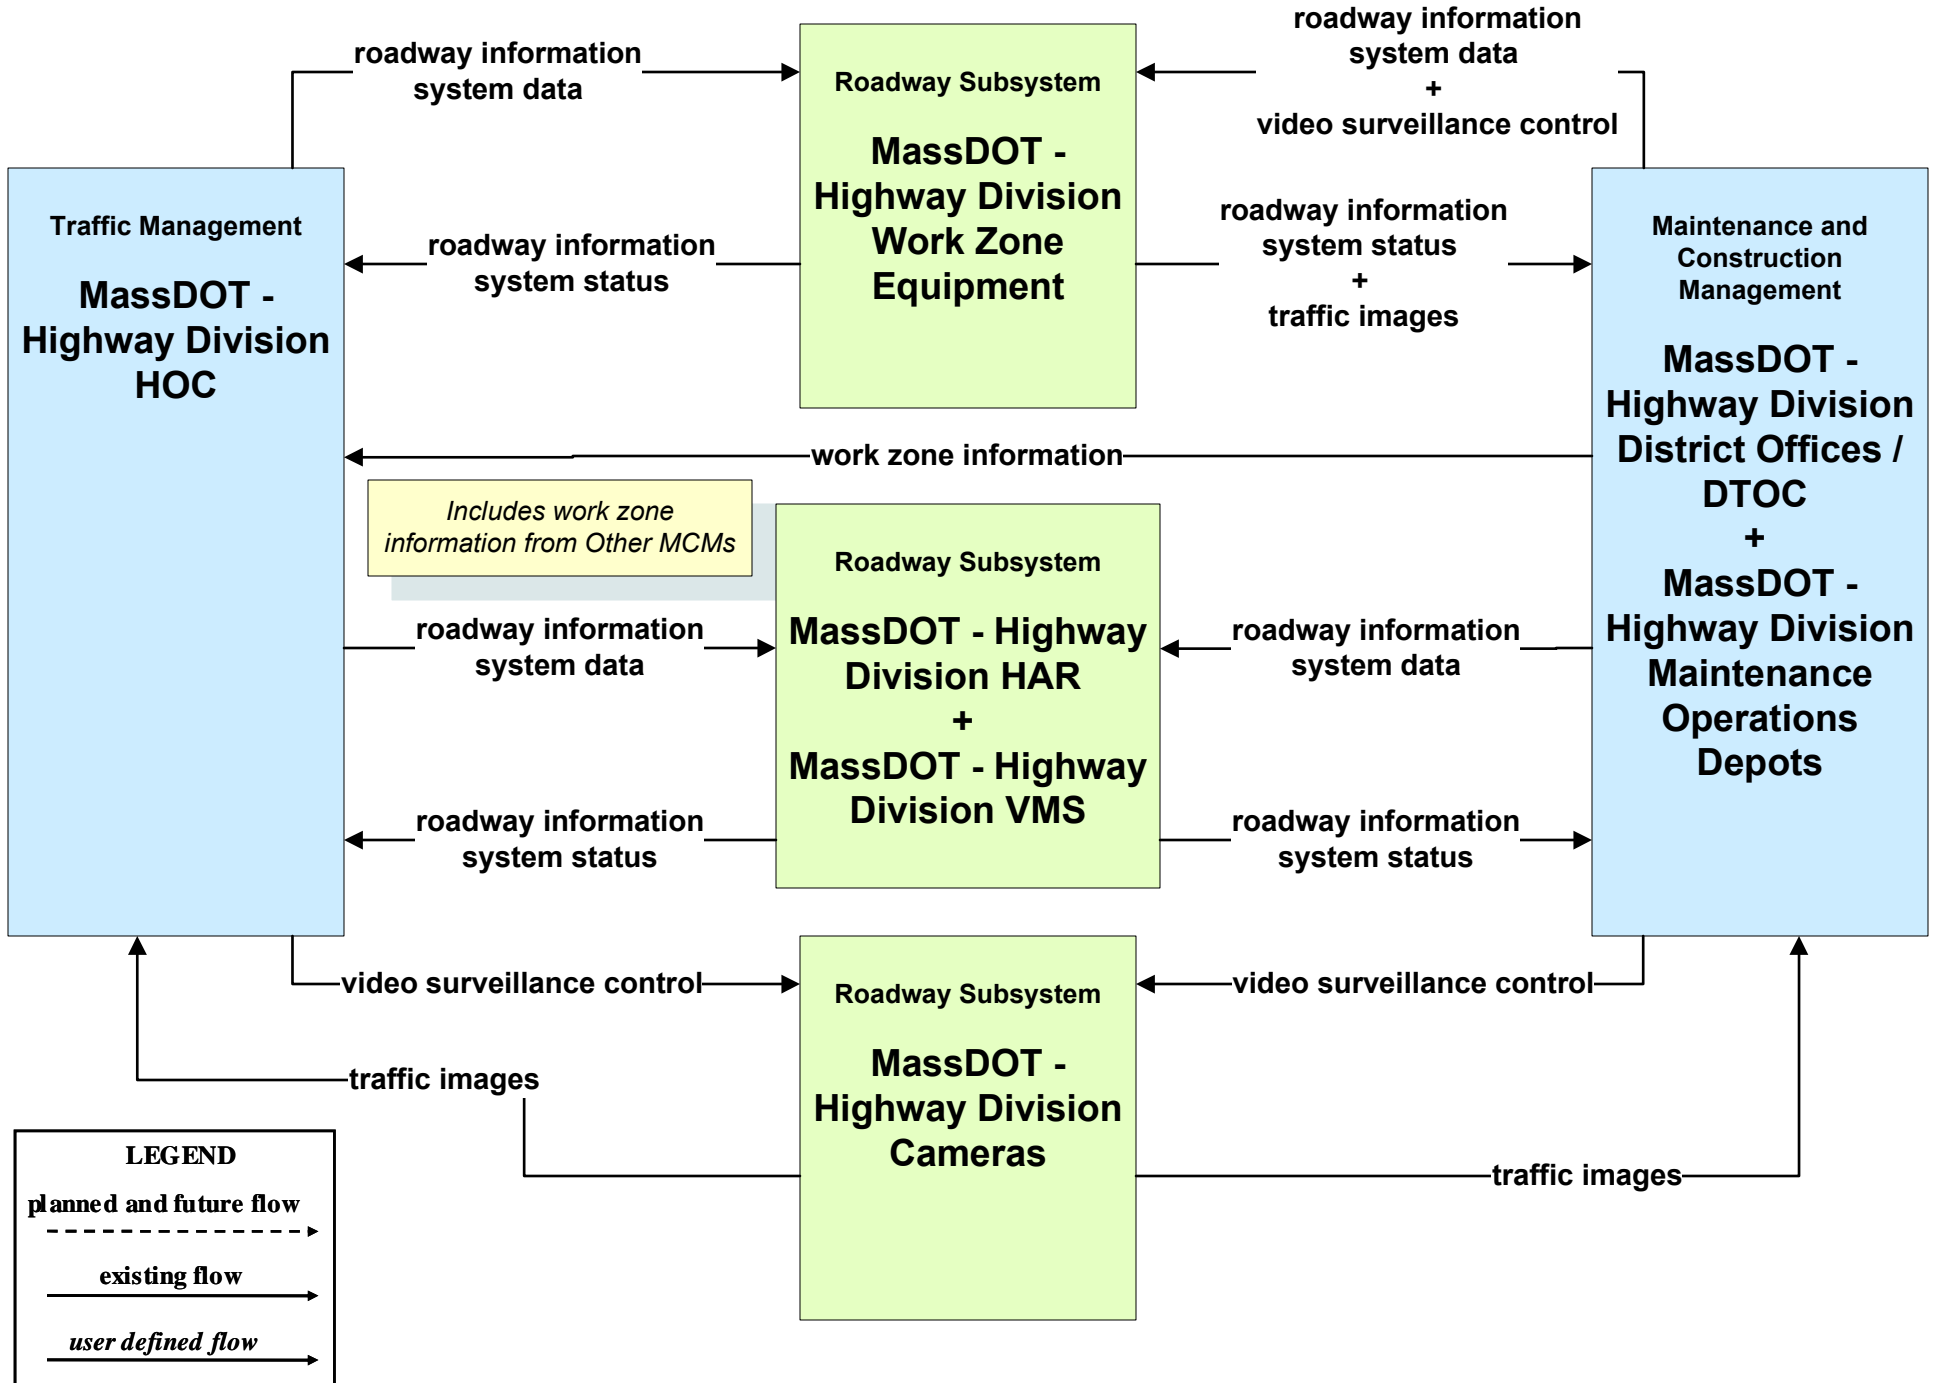 roadway information
system data
roadway information
system data
+
video surveillance control
Roadway Subsystem
MassDOT -
Highway Division
Work Zone
Equipment
Traffic Management
MassDOT -
Highway Division
HOC
roadway information
system status
roadway information
system status
+
traffic images
Maintenance and
Construction
Management
MassDOT -
Highway Division
District Offices /
DTOC
+
MassDOT -
Highway Division
Maintenance
Operations
Depots
work zone information
Includes work zone
information from Other MCMs
Roadway Subsystem
MassDOT - Highway
Division HAR
+
MassDOT - Highway
Division VMS
roadway information
system data
roadway information
system data
roadway information
system status
roadway information
system status
video surveillance control
Roadway Subsystem
MassDOT -
Highway Division
Cameras
video surveillance control
traffic images
traffic images
LEGEND
planned and future flow
existing flow
user defined flow